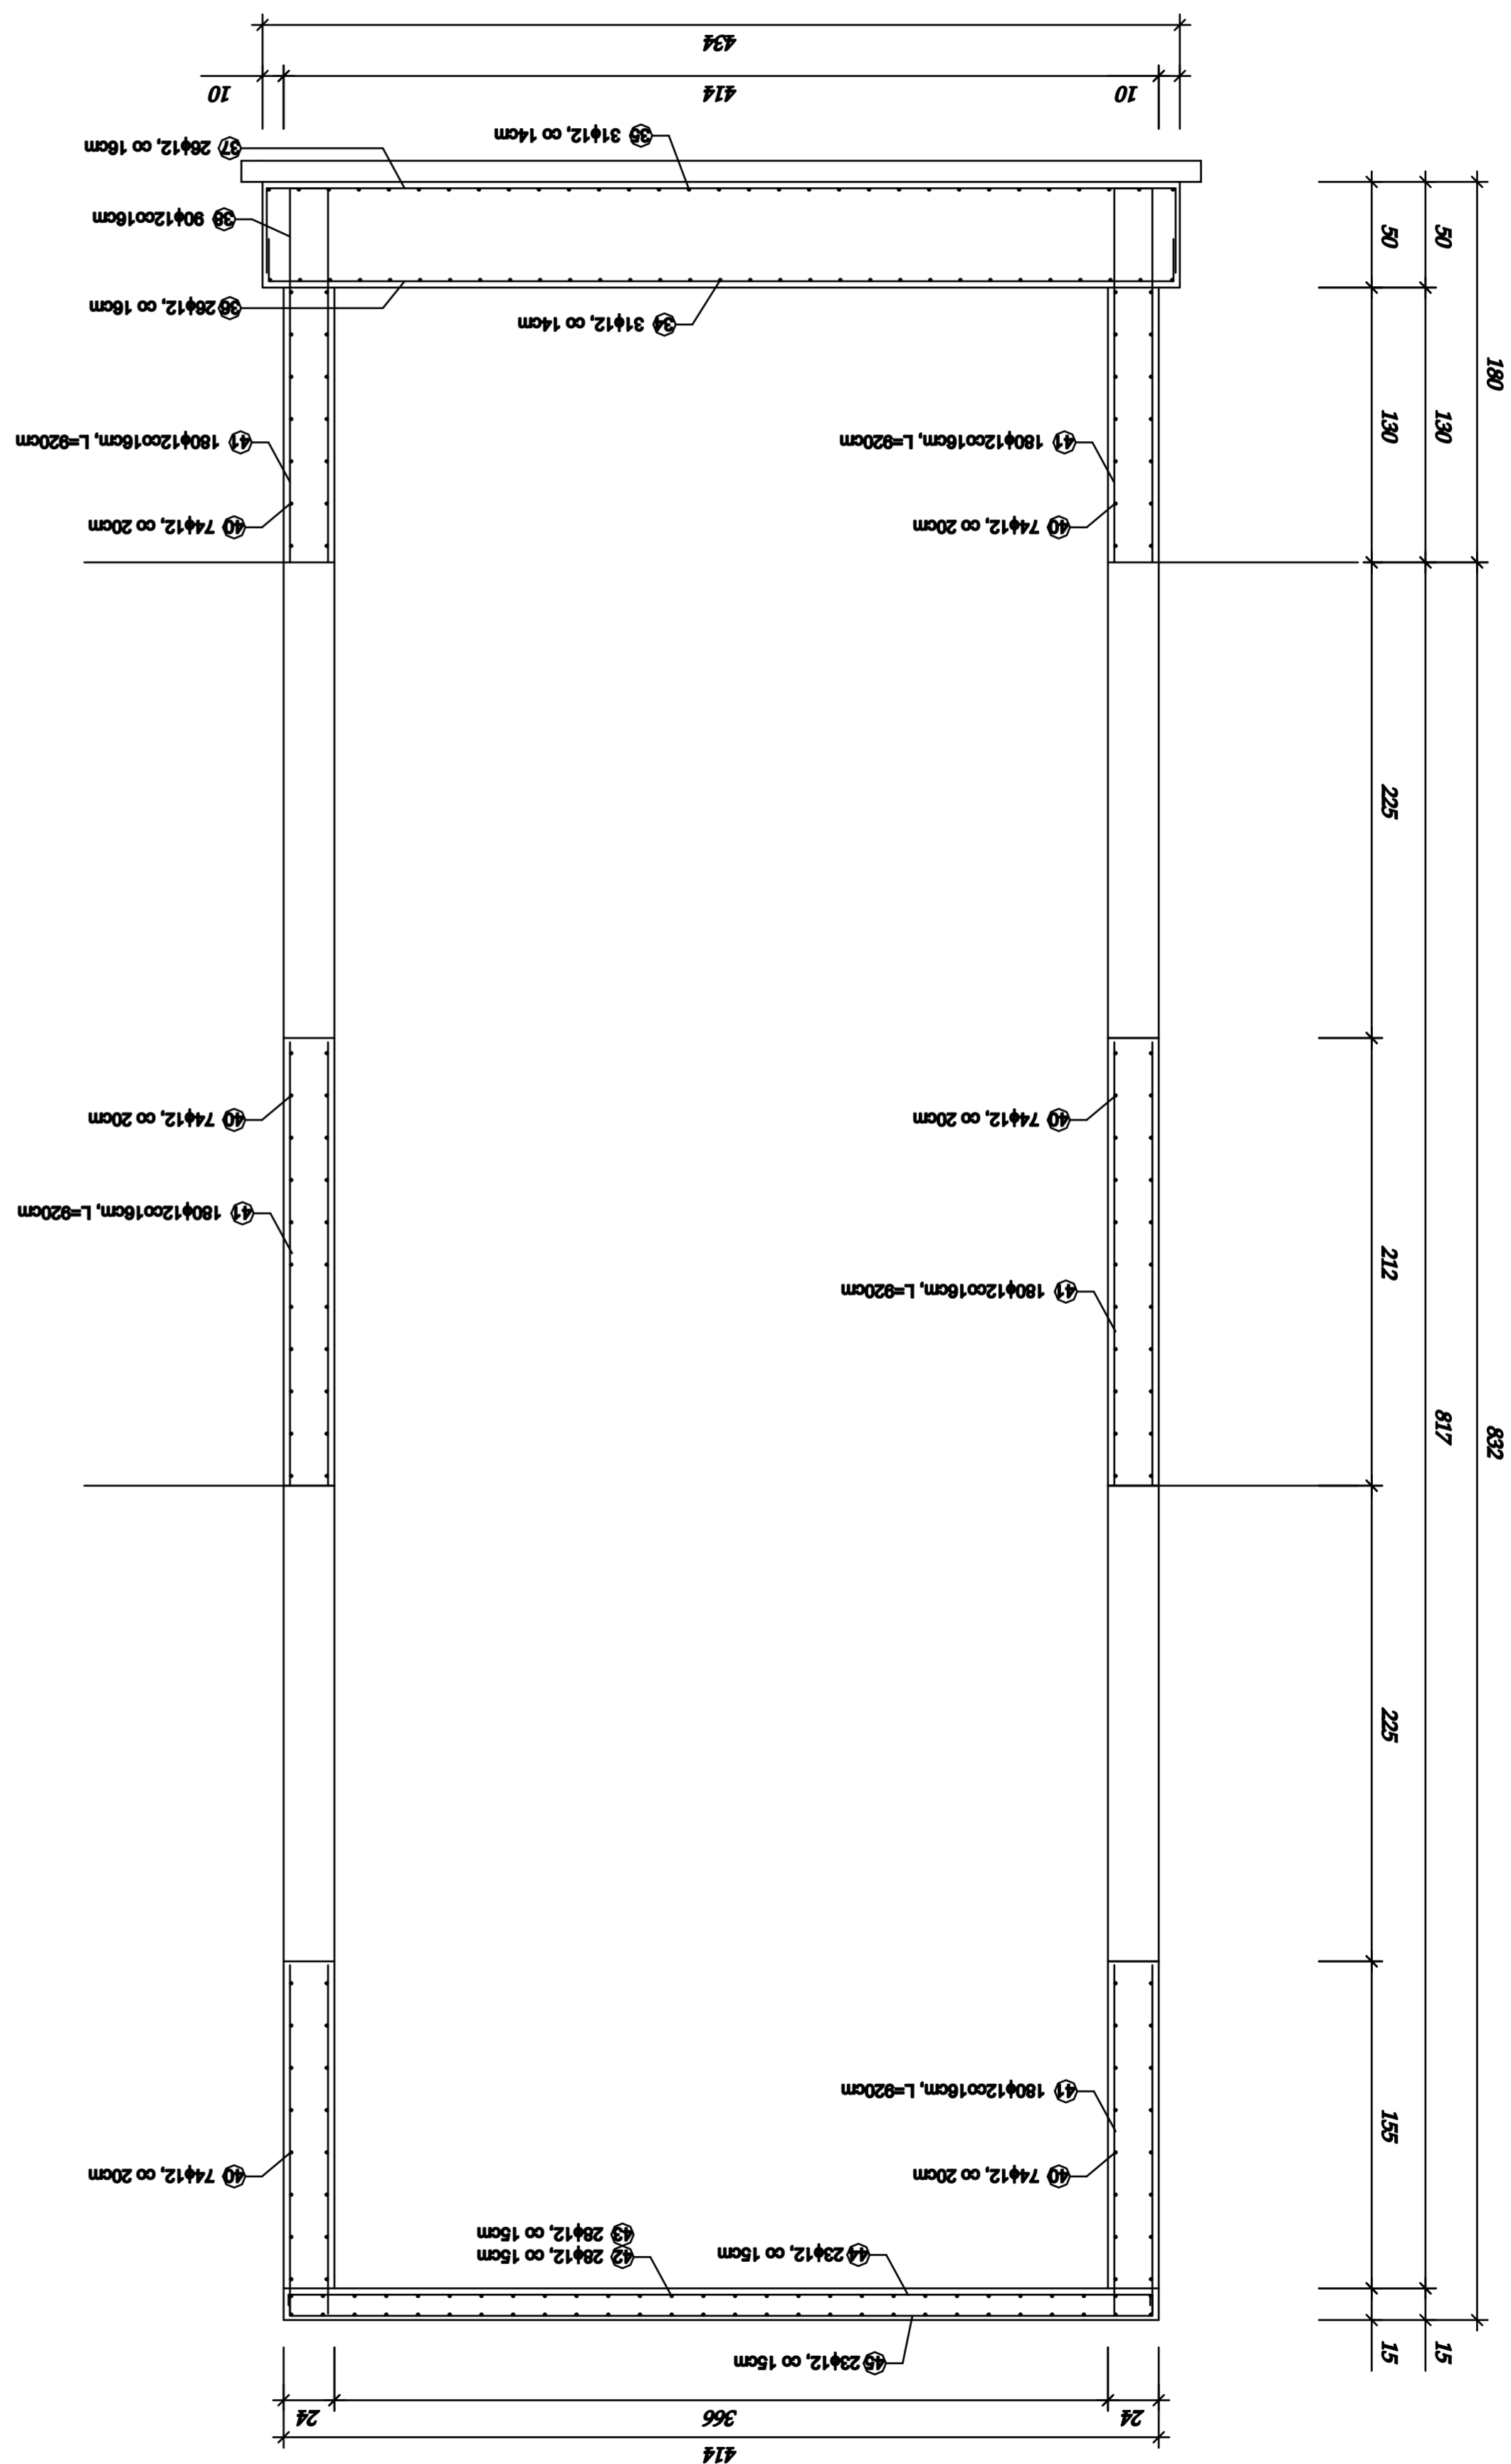 414
24 366 24
45 23ϕ12, co 15cm
15 15
44 23ϕ12, co 15cm
42 28ϕ12, co 15cm
43 28ϕ12, co 15cm
40 74ϕ12, co 20cm
40 74ϕ12, co 20cm
155
41 180ϕ12co16cm, L=920cm
225
832
817
41 180ϕ12co16cm, L=920cm
212
41 180ϕ12co16cm, L=920cm
40 74ϕ12, co 20cm
40 74ϕ12, co 20cm
225
40 74ϕ12, co 20cm
40 74ϕ12, co 20cm
41 180ϕ12co16cm, L=920cm
41 180ϕ12co16cm, L=920cm
130 130
180
34 31ϕ12, co 14cm
36 26ϕ12, co 16cm
50 50
38 90ϕ12co16cm
37 26ϕ12, co 16cm
35 31ϕ12, co 14cm
10 414 10
434